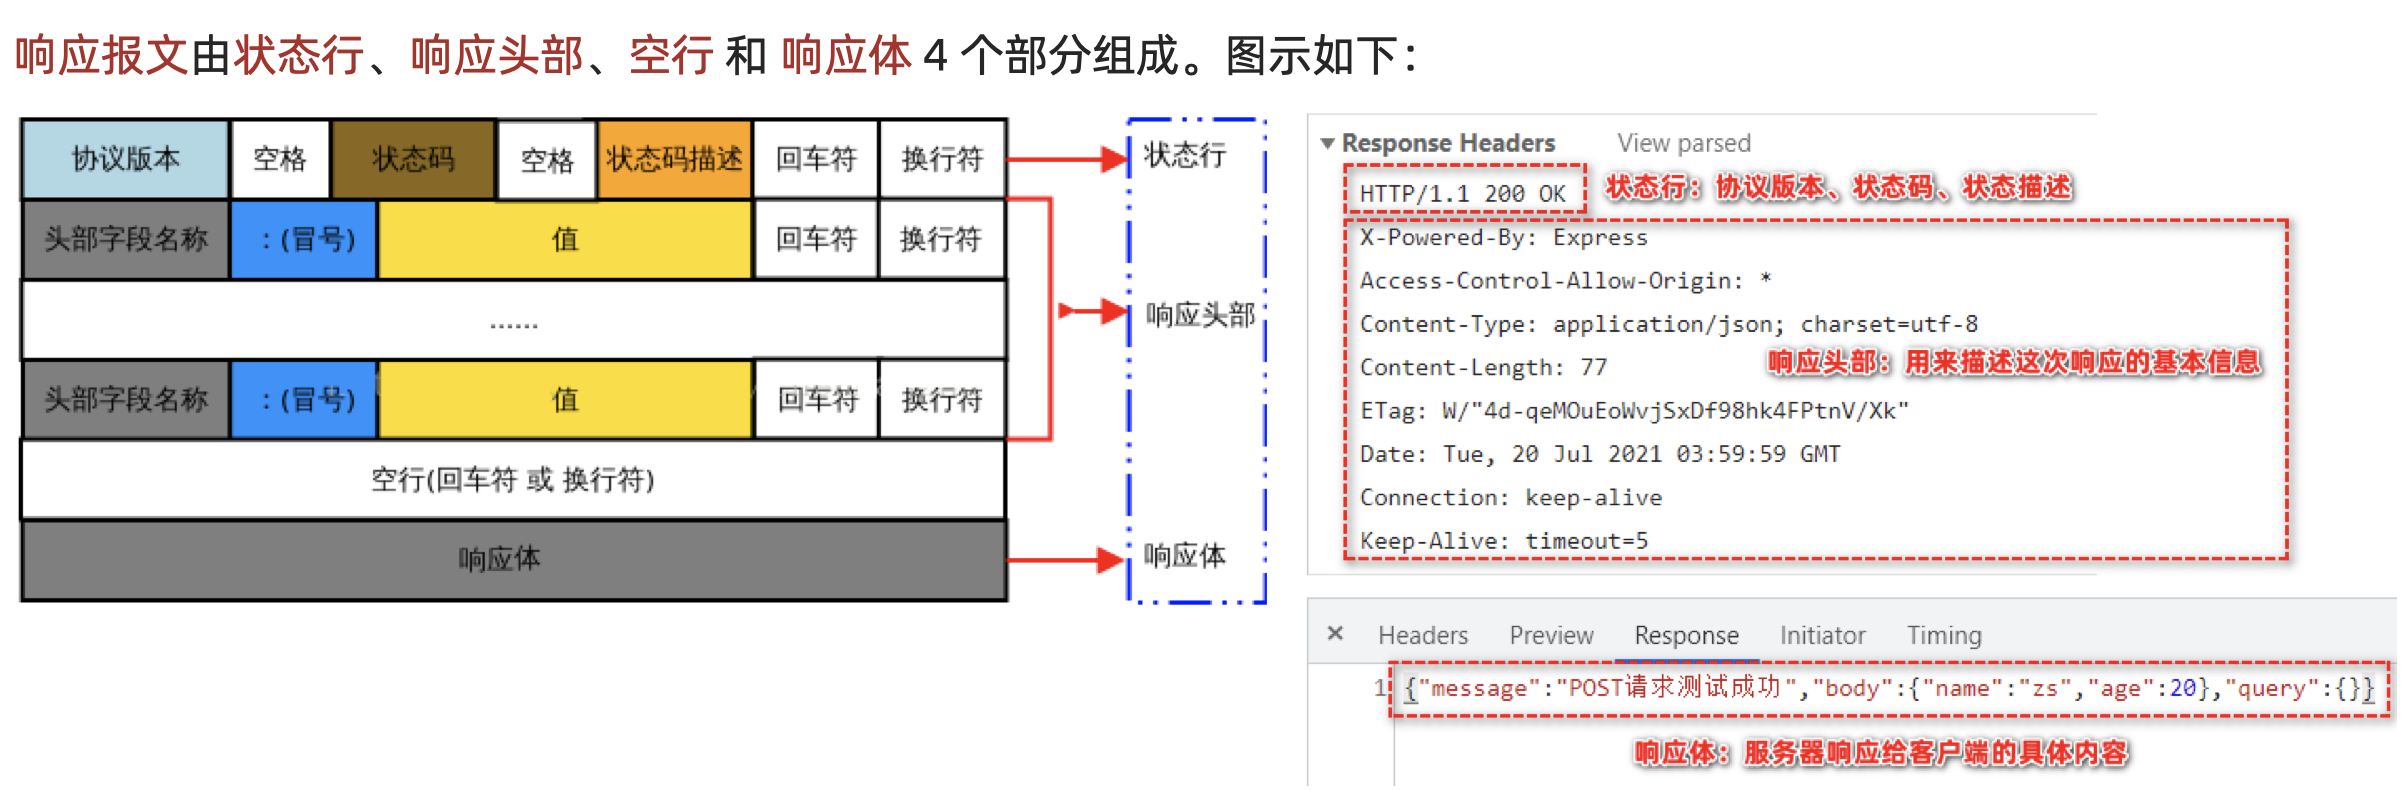 响应报文由状态行、响应头部、空行 和 响应体 4 个部分组成。图示如下：
协议版本 空格 状态码 空格 状态码描述 回车符 换行符 状态行
头部字段名称 : (冒号) 值 回车符 换行符
...... 响应头部
头部字段名称 : (冒号) 值 回车符 换行符
空行(回车符 或 换行符)
响应体 响应体
▼ Response Headers View parsed
HTTP/1.1 200 OK 状态行：协议版本、状态码、状态描述
X-Powered-By: Express
Access-Control-Allow-Origin: *
Content-Type: application/json; charset=utf-8
Content-Length: 77 响应头部：用来描述这次响应的基本信息
ETag: W/"4d-qeMOuEoWvjSxDf98hk4FPtnV/Xk"
Date: Tue, 20 Jul 2021 03:59:59 GMT
Connection: keep-alive
Keep-Alive: timeout=5
× Headers Preview Response Initiator Timing
1 {"message":"POST请求测试成功","body":{"name":"zs","age":20},"query":{}}
响应体：服务器响应给客户端的具体内容